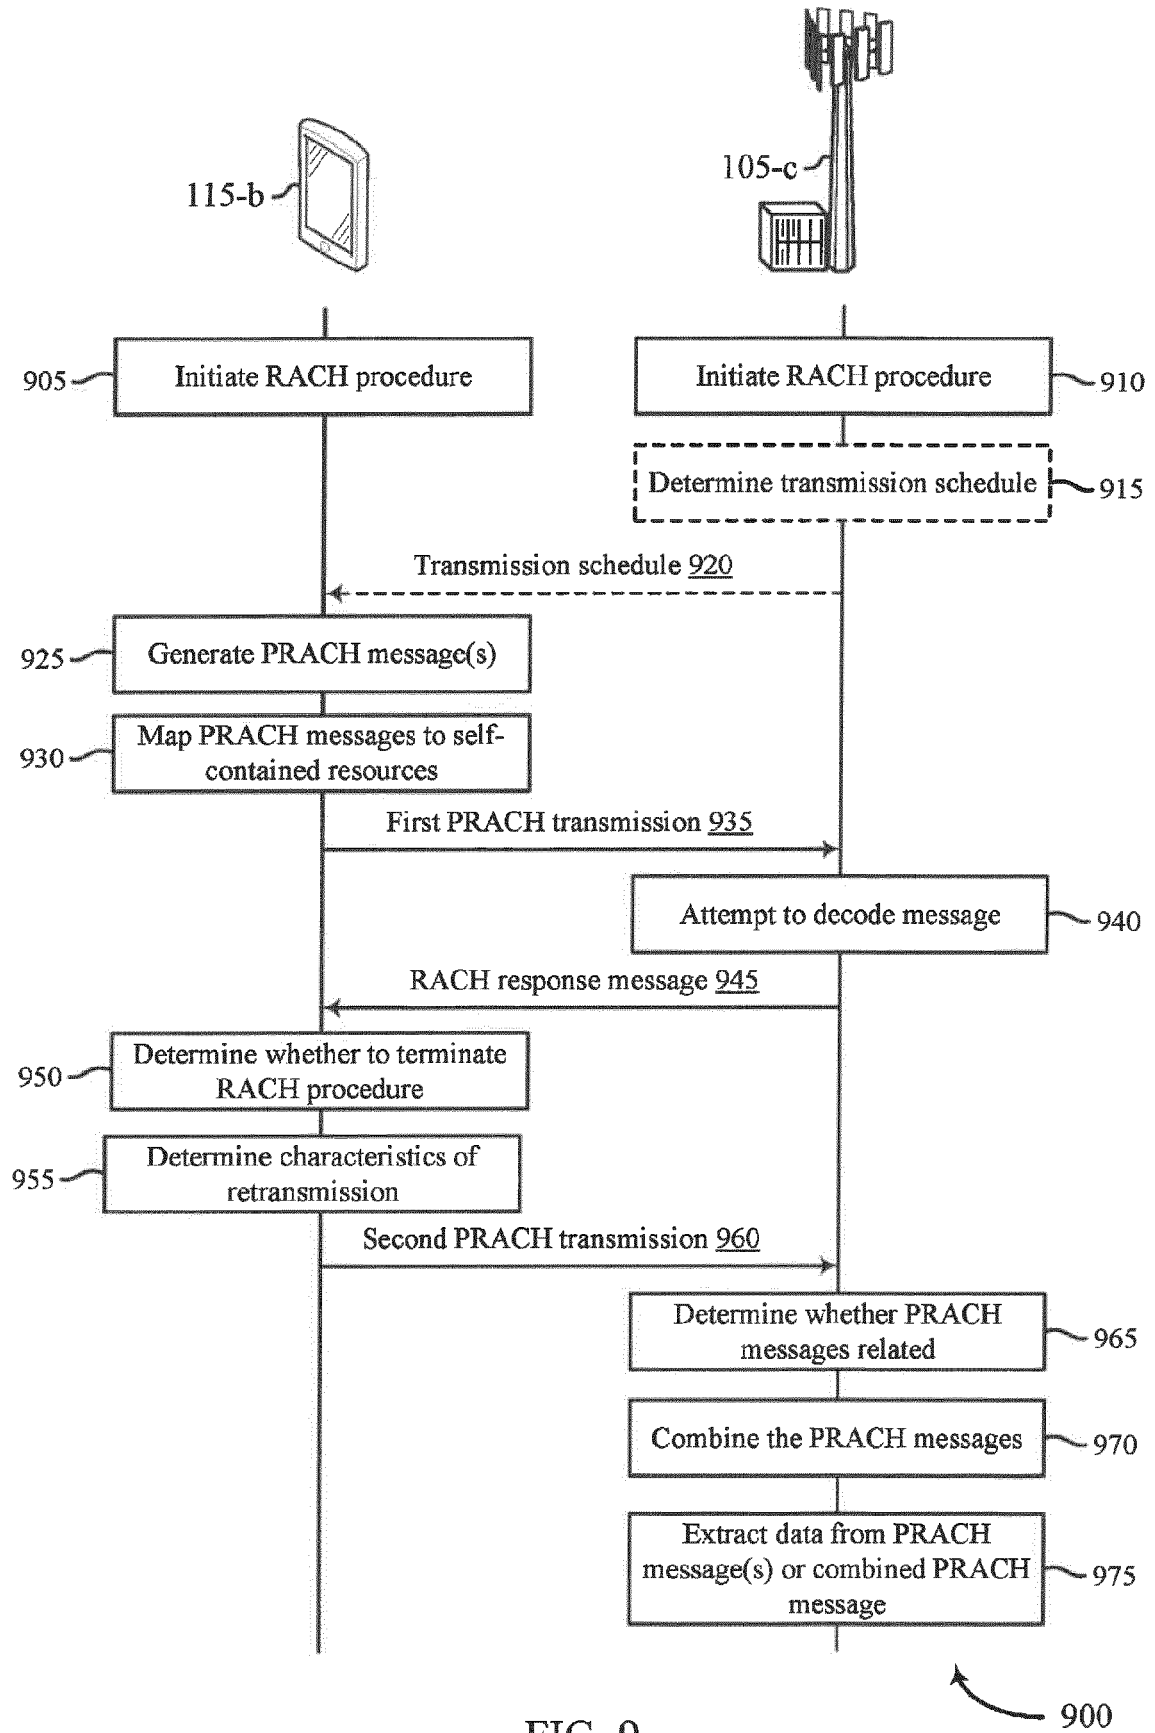 105-c
115-b
Initiate RACH procedure
905
Initiate RACH procedure
910
Determine transmission schedule
915
Transmission schedule 920
Generate PRACH message(s)
925
Map PRACH messages to self-
contained resources
930
First PRACH transmission 935
Attempt to decode message
940
RACH response message 945
Determine whether to terminate
RACH procedure
950
Determine characteristics of
retransmission
955
Second PRACH transmission 960
Determine whether PRACH
messages related
965
Combine the PRACH messages
970
Extract data from PRACH
message(s) or combined PRACH
message
975
900
FIG. 9